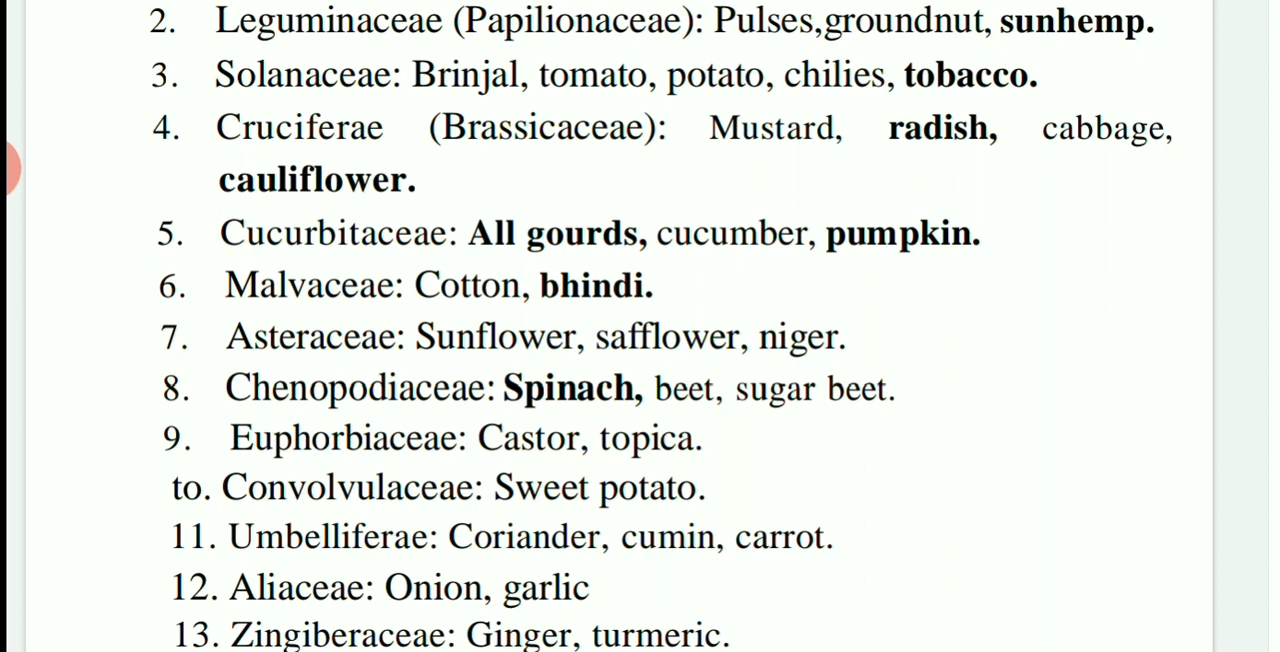 2. Leguminaceae (Papilionaceae): Pulses,groundnut, sunhemp.
3. Solanaceae: Brinjal, tomato, potato, chilies, tobacco.
4. Cruciferae (Brassicaceae): Mustard, radish, cabbage,
cauliflower.
5. Cucurbitaceae: All gourds, cucumber, pumpkin.
6. Malvaceae: Cotton, bhindi.
7. Asteraceae: Sunflower, safflower, niger.
8. Chenopodiaceae: Spinach, beet, sugar beet.
9. Euphorbiaceae: Castor, topica.
to. Convolvulaceae: Sweet potato.
11. Umbelliferae: Coriander, cumin, carrot.
12. Aliaceae: Onion, garlic
13. Zingiberaceae: Ginger, turmeric.